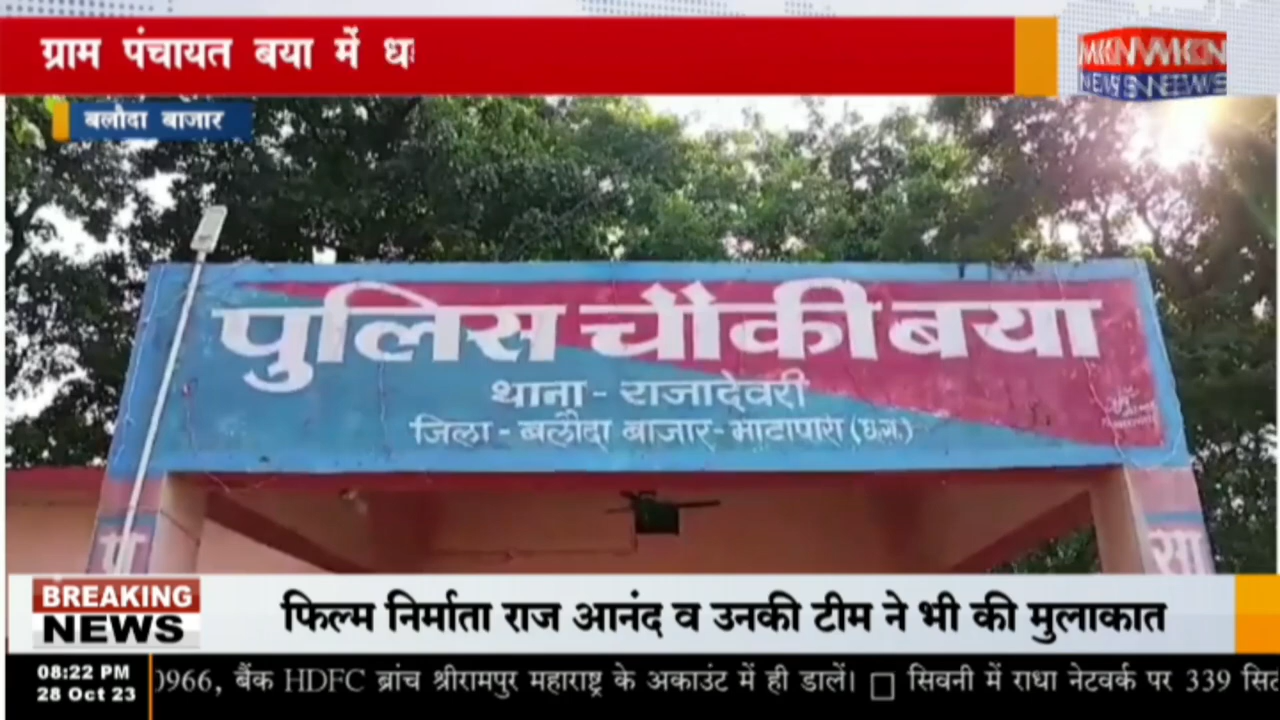 ग्राम पंचायत बया में
बलौदा बाजार
पुलिस चौकी बया
थाना - राजादेवरी
जिला - बलौदा बाजार - भाटापारा (छ.ग.)
सा
BREAKING
NEWS
फिल्म निर्माता राज आनंद व उनकी टीम ने भी की मुलाकात
08:22 PM
28 Oct 23
0966, बैंक HDFC ब्रांच श्रीरामपुर महाराष्ट्र के अकाउंट में ही डालें। □ सिवनी में राधा नेटवर्क पर 339